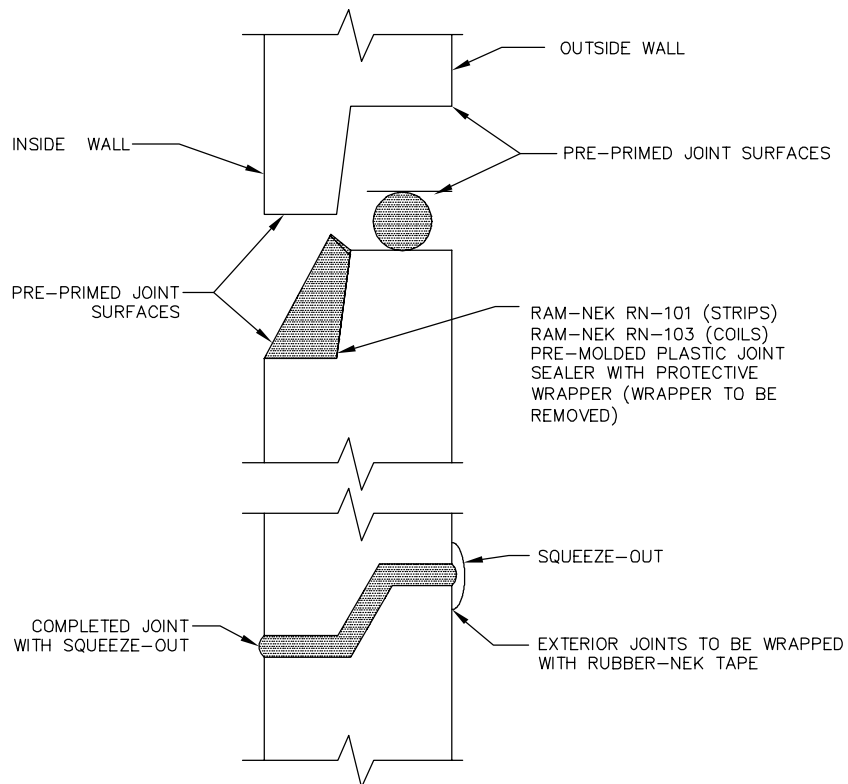 OUTSIDE WALL
INSIDE WALL
PRE-PRIMED JOINT SURFACES
PRE-PRIMED JOINT
SURFACES
RAM-NEK RN-101 (STRIPS)
RAM-NEK RN-103 (COILS)
PRE-MOLDED PLASTIC JOINT
SEALER WITH PROTECTIVE
WRAPPER (WRAPPER TO BE
REMOVED)
SQUEEZE-OUT
COMPLETED JOINT
WITH SQUEEZE-OUT
EXTERIOR JOINTS TO BE WRAPPED
WITH RUBBER-NEK TAPE